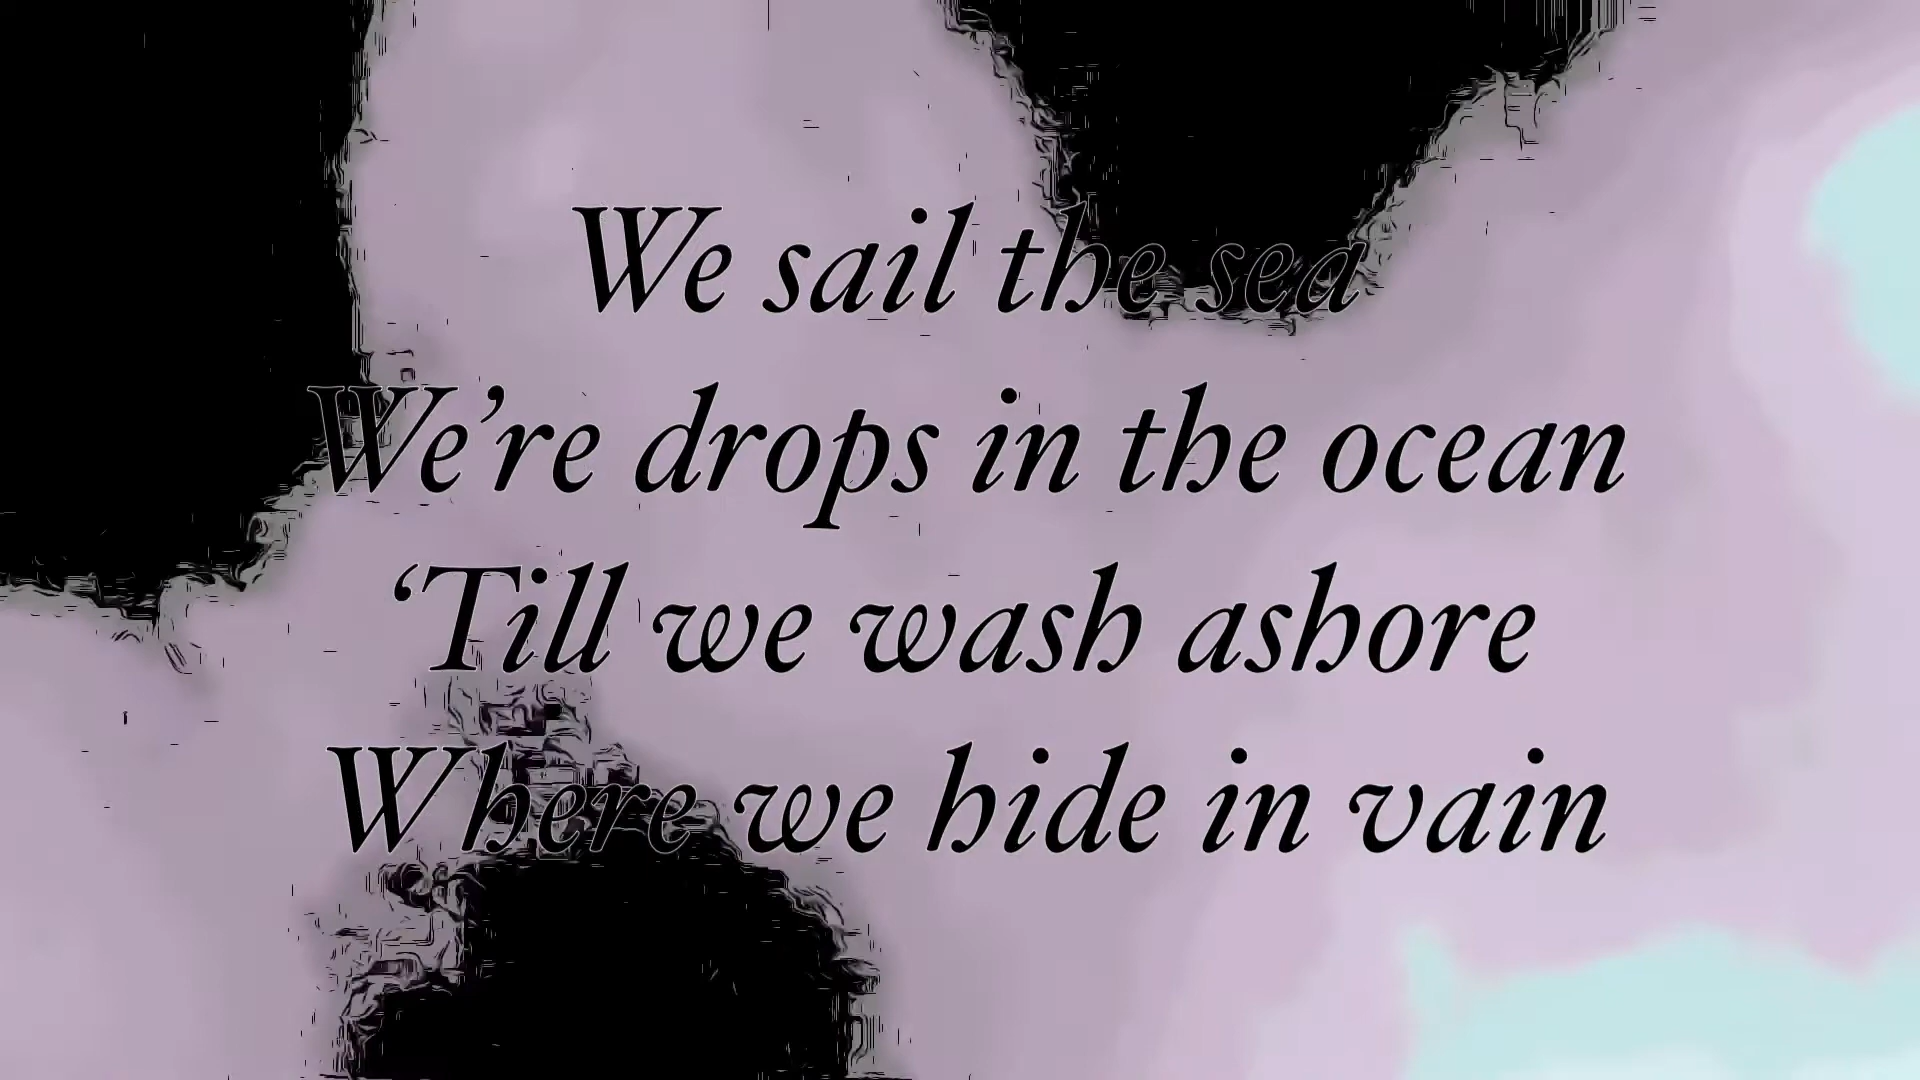 We sail the sea
We’re drops in the ocean
‘Till we wash ashore
Where we hide in vain